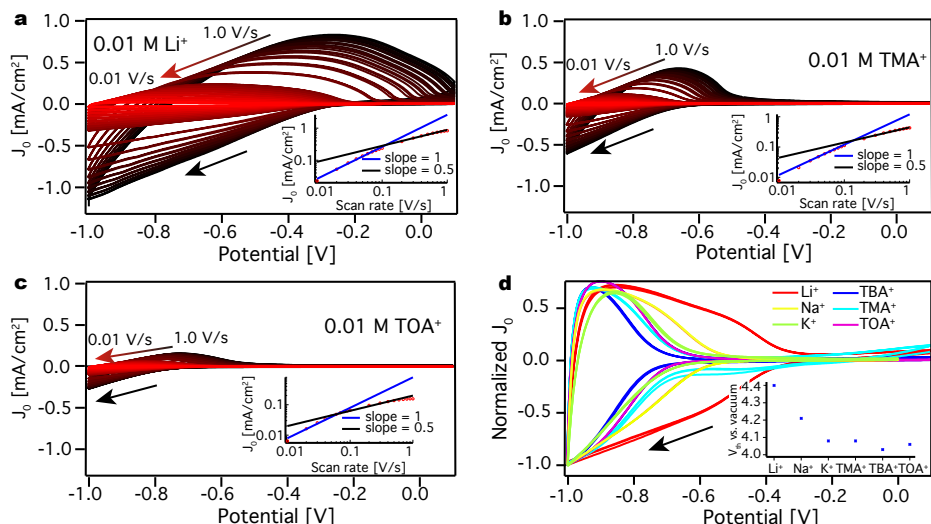 a
J₀ [mA/cm²]
1.0
0.5
0.0
-0.5
-1.0
0.01 M Li⁺
1.0 V/s
0.01 V/s
J₀ [mA/cm²]
1
0.1
0.01
slope = 1
slope = 0.5
0.01
0.1
1
Scan rate [V/s]
-1.0 -0.8 -0.6 -0.4 -0.2 0.0
Potential [V]
b
J₀ [mA/cm²]
1.0
0.5
0.0
-0.5
-1.0
0.01 M TMA⁺
1.0 V/s
0.01 V/s
J₀ [mA/cm²]
1
0.1
0.01
slope = 1
slope = 0.5
0.01
0.1
1
Scan rate [V/s]
-1.0 -0.8 -0.6 -0.4 -0.2 0.0
Potential [V]
c
J₀ [mA/cm²]
1.0
0.5
0.0
-0.5
-1.0
0.01 M TOA⁺
1.0 V/s
0.01 V/s
J₀ [mA/cm²]
0.1
0.01
slope = 1
slope = 0.5
0.01
0.1
1
Scan rate [V/s]
-1.0 -0.8 -0.6 -0.4 -0.2 0.0
Potential [V]
d
Normalized J₀
0.5
0.0
-0.5
-1.0
Li⁺ TBA⁺
Na⁺ TMA⁺
K⁺ TOA⁺
Vth vs. vacuum
4.4
4.3
4.2
4.1
4.0
Li⁺ Na⁺ K⁺ TMA⁺ TBA⁺ TOA⁺
-1.0 -0.8 -0.6 -0.4 -0.2 0.0
Potential [V]